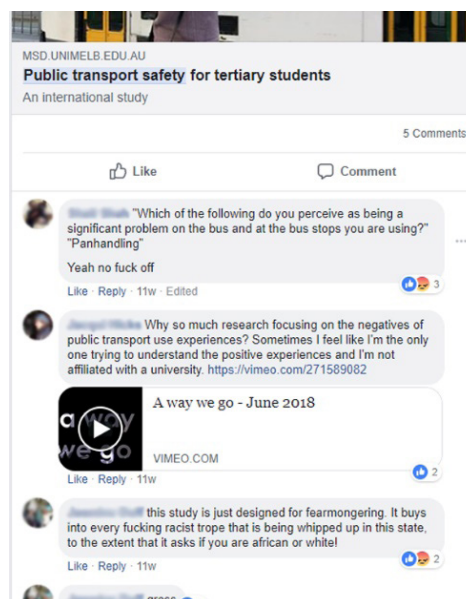 MSD.UNIMELB.EDU.AU
Public transport safety for tertiary students
An international study
5 Comments
Like
Comment
"Which of the following do you perceive as being a
significant problem on the bus and at the bus stops you are using?"
"Panhandling"
Yeah no fuck off
Like · Reply · 11w · Edited
3
Why so much research focusing on the negatives of
public transport use experiences? Sometimes I feel like I'm the only
one trying to understand the positive experiences and I'm not
affiliated with a university. https://vimeo.com/271589082
a way
we go
A way we go - June 2018
VIMEO.COM
2
Like · Reply · 11w
this study is just designed for fearmongering. It buys
into every fucking racist trope that is being whipped up in this state,
to the extent that it asks if you are african or white!
2
Like · Reply · 11w